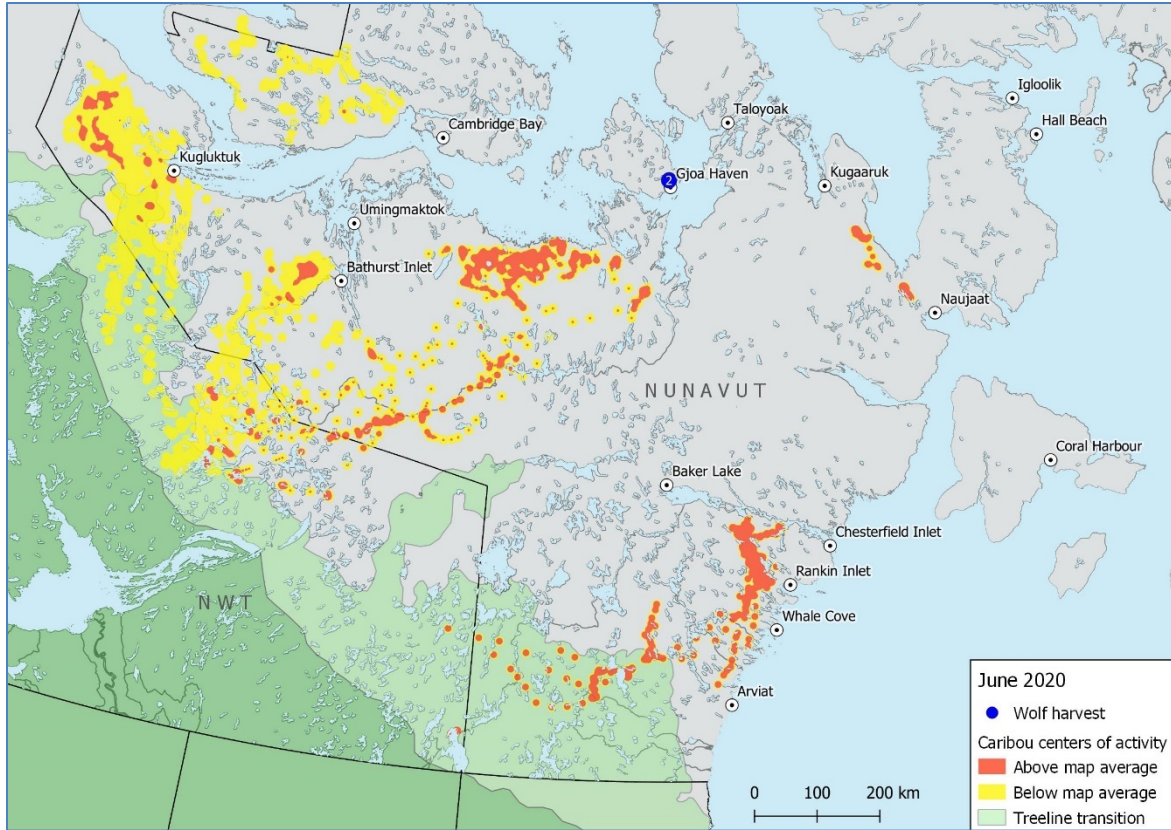 Igloolik
Taloyoak
Hall Beach
Cambridge Bay
Kugluktuk
Gjoa Haven
2
Kugaaruk
Umingmaktok
Bathurst Inlet
Naujaat
NUNAVUT
Coral Harbour
Baker Lake
Chesterfield Inlet
Rankin Inlet
NWT
Whale Cove
Arviat
June 2020
Wolf harvest
Caribou centers of activity
Above map average
Below map average
Treeline transition
0 100 200 km